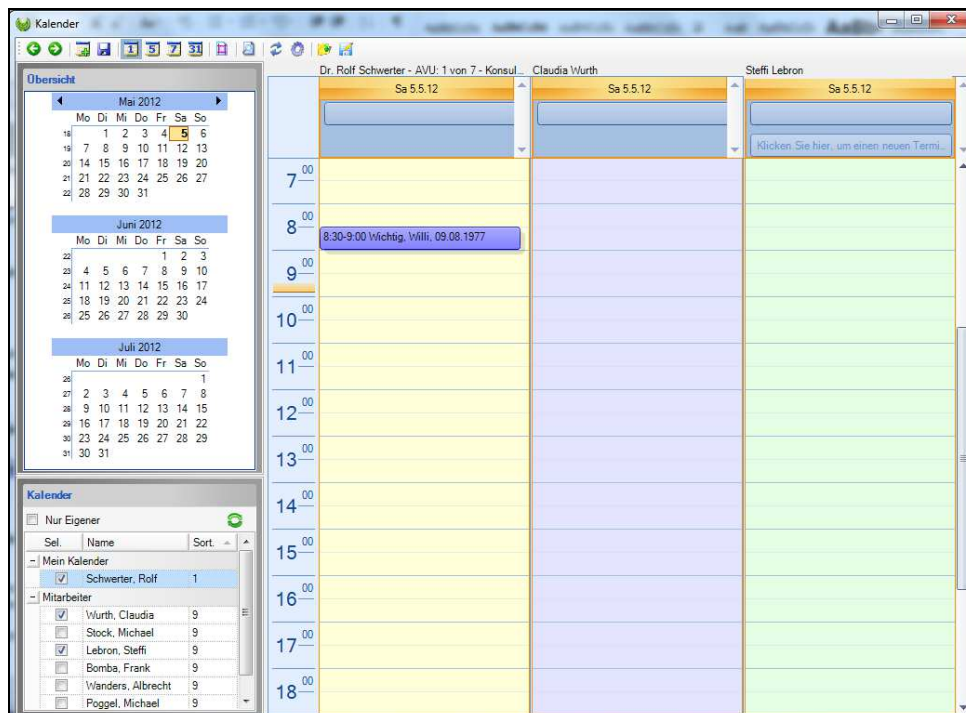 Kalender
1 5 7 31
Übersicht
Mai 2012
Mo Di Mi Do Fr Sa So
18 1 2 3 4 5 6
19 7 8 9 10 11 12 13
20 14 15 16 17 18 19 20
21 21 22 23 24 25 26 27
22 28 29 30 31
Juni 2012
Mo Di Mi Do Fr Sa So
22 1 2 3
23 4 5 6 7 8 9 10
24 11 12 13 14 15 16 17
25 18 19 20 21 22 23 24
26 25 26 27 28 29 30
Juli 2012
Mo Di Mi Do Fr Sa So
26 1
27 2 3 4 5 6 7 8
28 9 10 11 12 13 14 15
29 16 17 18 19 20 21 22
30 23 24 25 26 27 28 29
31 30 31
Kalender
Nur Eigener
Sel. Name Sort.
Mein Kalender
Schwerter, Rolf 1
Mitarbeiter
Wurth, Claudia 9
Stock, Michael 9
Lebron, Steffi 9
Bomba, Frank 9
Wanders, Albrecht 9
Poggel, Michael 9
Dr. Rolf Schwerter - AVU: 1 von 7 - Konsul... Claudia Wurth Steffi Lebron
Sa 5.5.12 Sa 5.5.12 Sa 5.5.12
Klicken Sie hier, um einen neuen Termi...
7 00
8 00
8:30-9:00 Wichtig, Willi, 09.08.1977
9 00
10 00
11 00
12 00
13 00
14 00
15 00
16 00
17 00
18 00